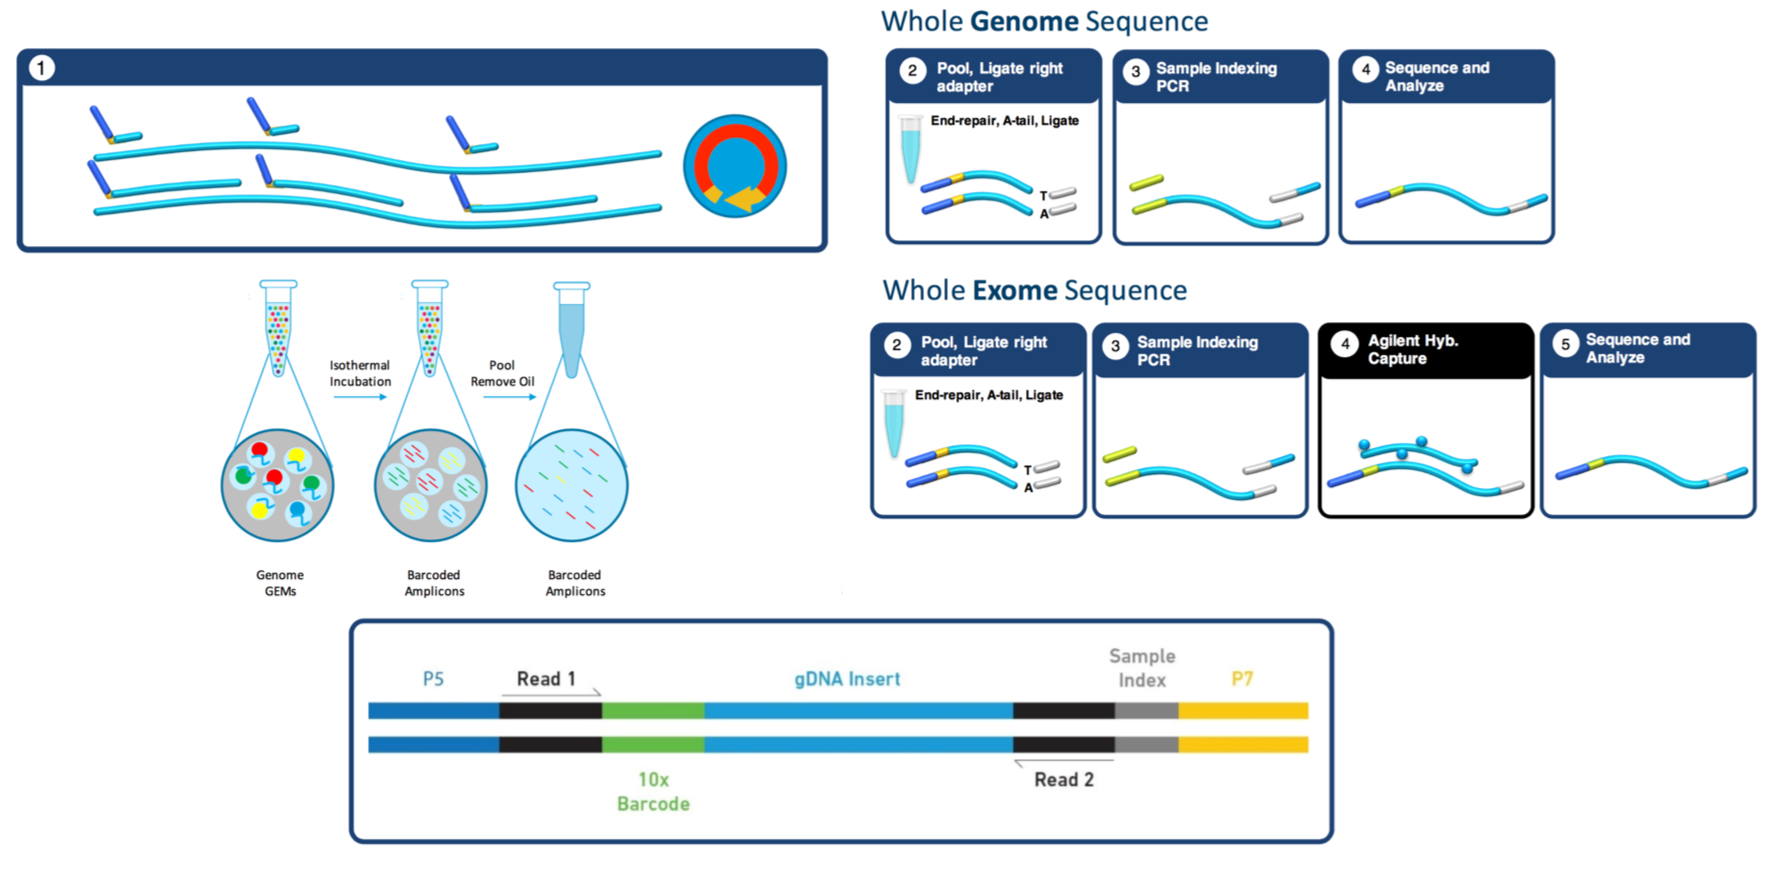 Whole Genome Sequence
1
2 Pool, Ligate right
adapter
End-repair, A-tail, Ligate
T
A
3 Sample Indexing
PCR
4 Sequence and
Analyze
Whole Exome Sequence
2 Pool, Ligate right
adapter
End-repair, A-tail, Ligate
T
A
3 Sample Indexing
PCR
4 Agilent Hyb.
Capture
5 Sequence and
Analyze
Isothermal
Incubation
Pool
Remove Oil
Genome
GEMs
Barcoded
Amplicons
Barcoded
Amplicons
P5
Read 1
gDNA Insert
Sample
Index
P7
10x
Barcode
Read 2